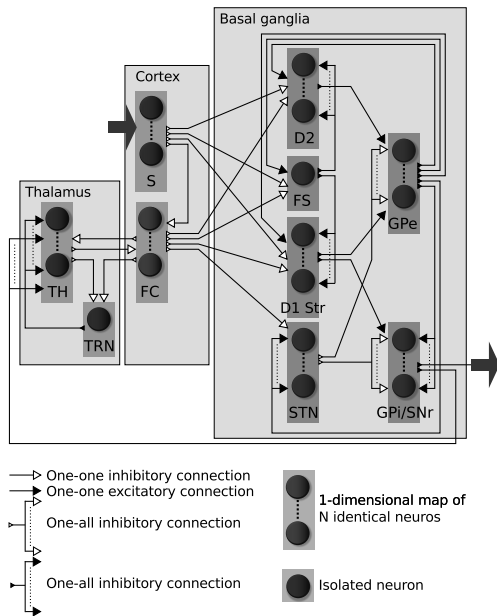 Basal ganglia
Cortex
D2
S
FS
GPe
Thalamus
TH
FC
D1 Str
TRN
STN
GPi/SNr
One-one inhibitory connection
One-one excitatory connection
One-all inhibitory connection
One-all inhibitory connection
1-dimensional map of
N identical neuros
Isolated neuron